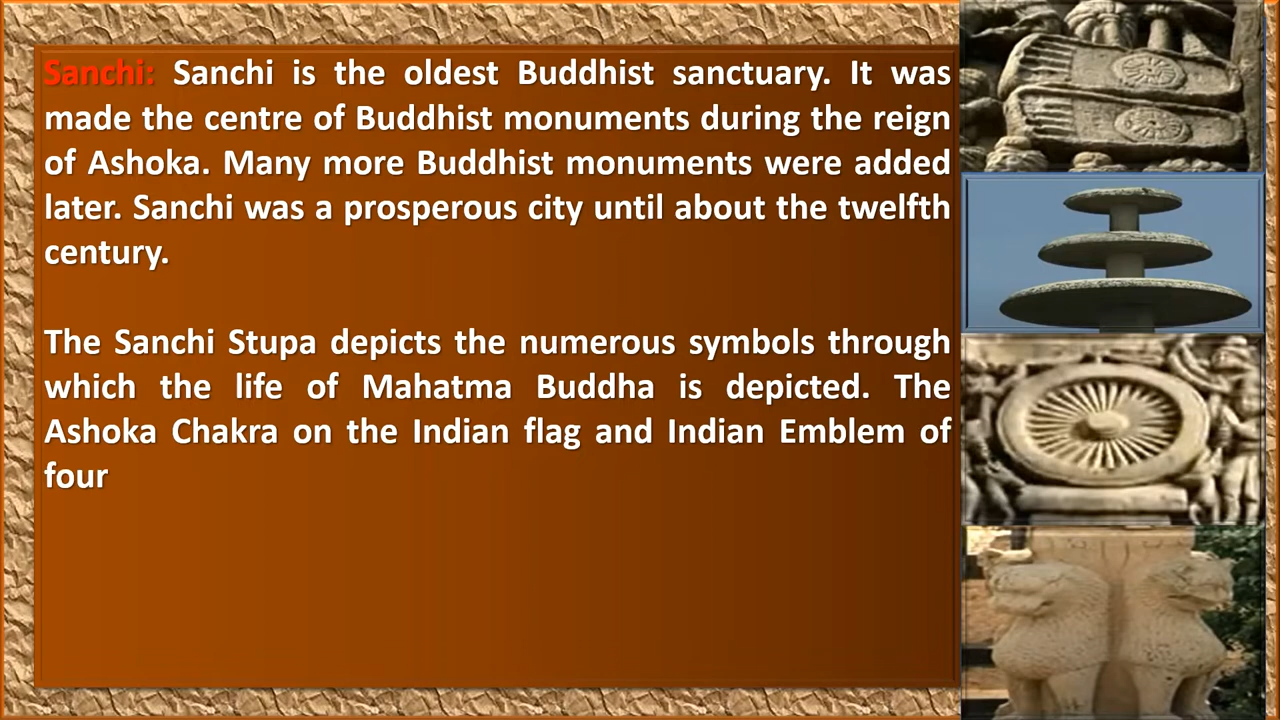 Sanchi: Sanchi is the oldest Buddhist sanctuary. It was
made the centre of Buddhist monuments during the reign
of Ashoka. Many more Buddhist monuments were added
later. Sanchi was a prosperous city until about the twelfth
century.
The Sanchi Stupa depicts the numerous symbols through
which the life of Mahatma Buddha is depicted. The
Ashoka Chakra on the Indian flag and Indian Emblem of
four